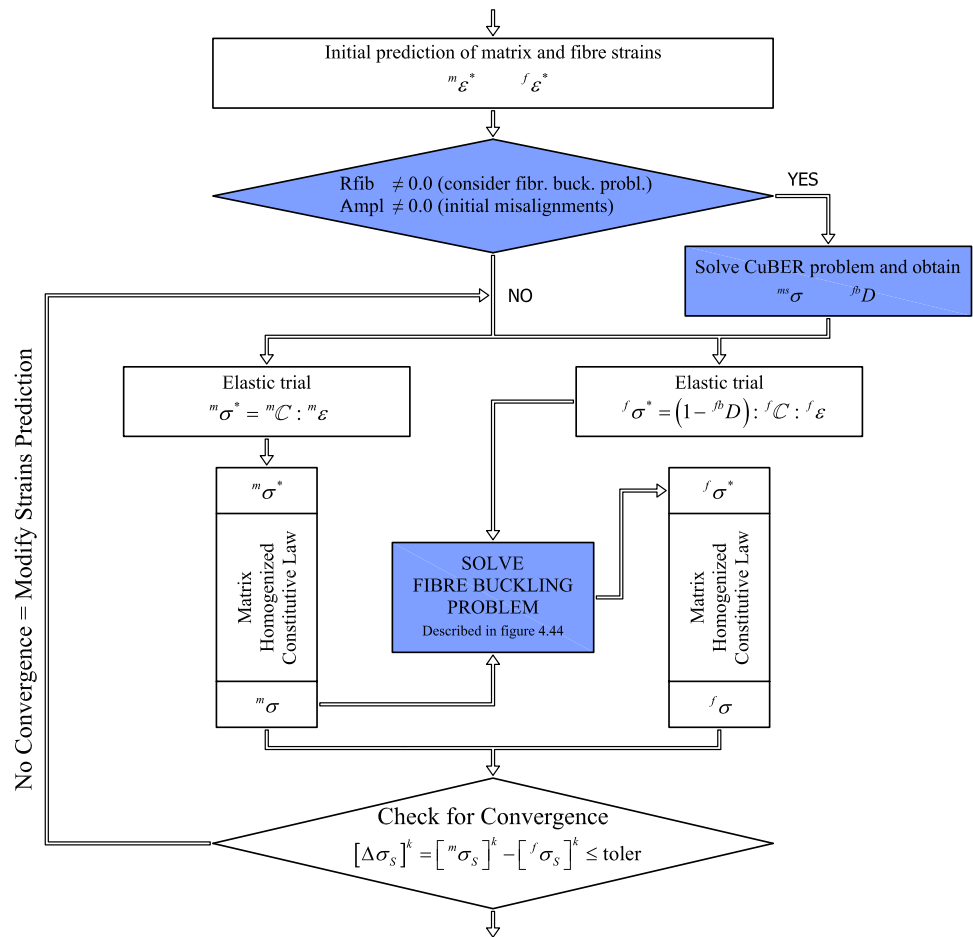 Initial prediction of matrix and fibre strains
ᵐε* ᶠε*
Rfib ≠ 0.0 (consider fibr. buck. probl.)
Ampl ≠ 0.0 (initial misalignments)
YES
Solve CuBER problem and obtain
ᵐˢσ ᶠᵇD
NO
Elastic trial
ᵐσ* = ᵐℂ : ᵐε
Elastic trial
ᶠσ* = (1 − ᶠᵇD) : ᶠℂ : ᶠε
ᵐσ*
Matrix
Homogenized
Constitutive Law
ᵐσ
SOLVE
FIBRE BUCKLING
PROBLEM
Described in figure 4.44
ᶠσ*
Matrix
Homogenized
Constitutive Law
ᶠσ
No Convergence = Modify Strains Prediction
Check for Convergence
[Δσ_S]ᵏ = [ᵐσ_S]ᵏ − [ᶠσ_S]ᵏ ≤ toler